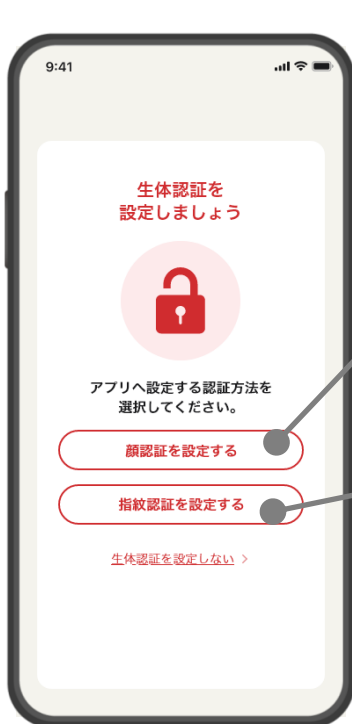 9:41
生体認証を
設定しましょう
アプリへ設定する認証方法を
選択してください。
顔認証を設定する
指紋認証を設定する
生体認証を設定しない >